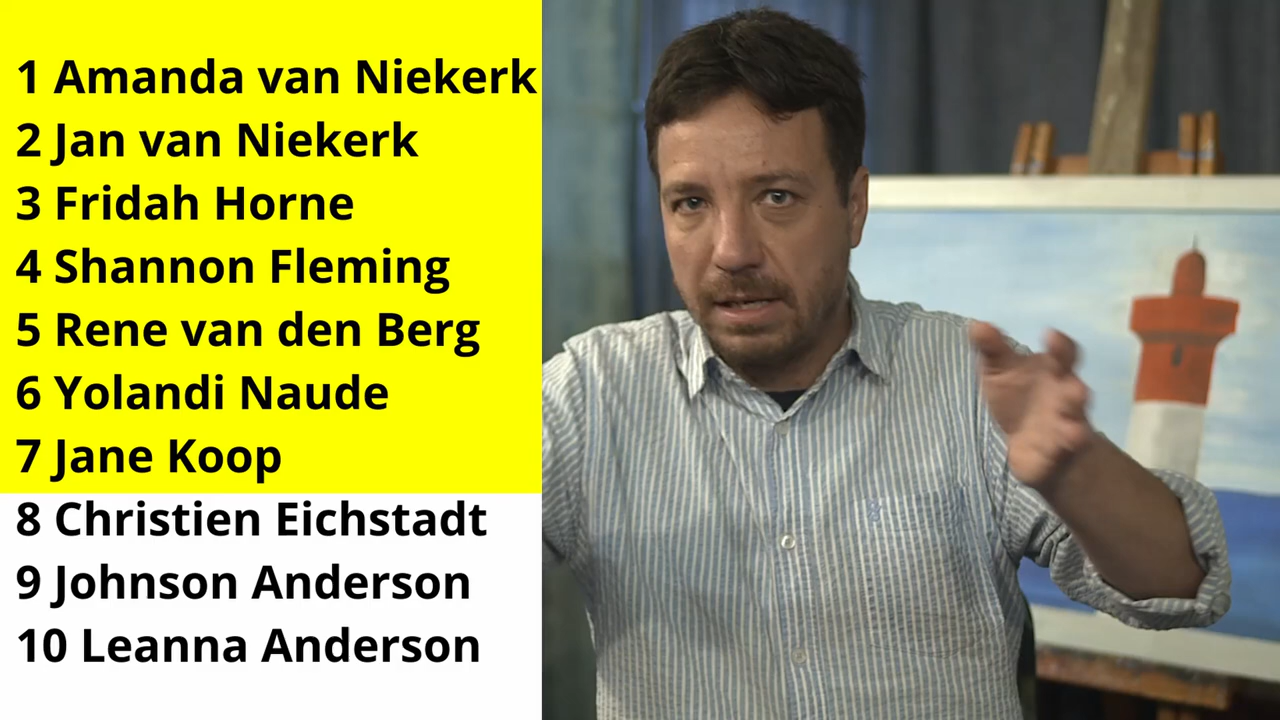 1 Amanda van Niekerk
2 Jan van Niekerk
3 Fridah Horne
4 Shannon Fleming
5 Rene van den Berg
6 Yolandi Naude
7 Jane Koop
8 Christien Eichstadt
9 Johnson Anderson
10 Leanna Anderson